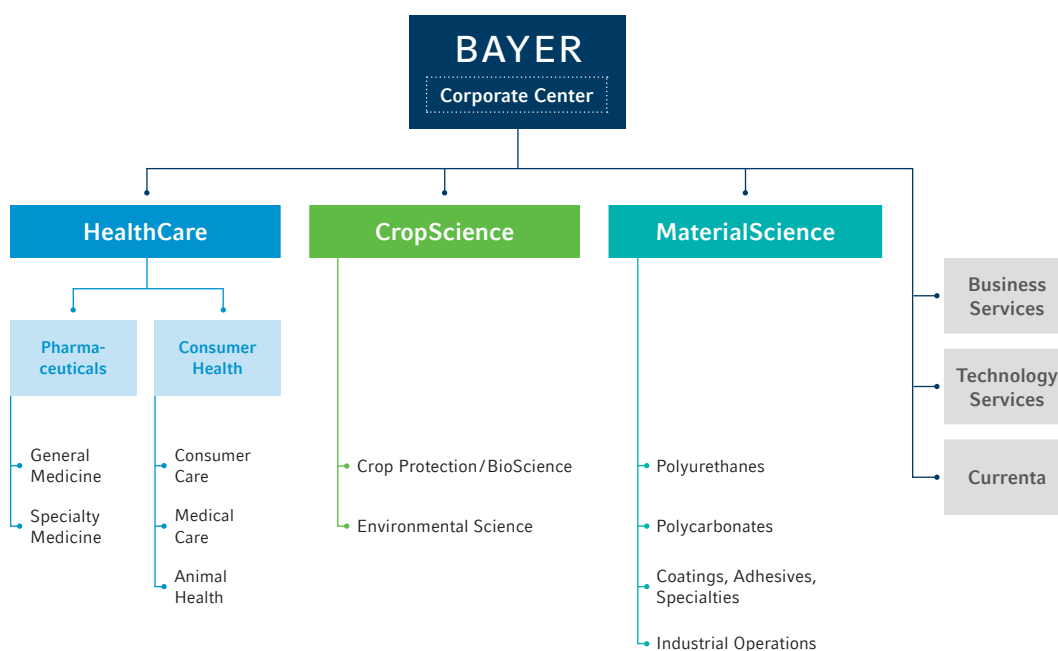 BAYER
Corporate Center
HealthCare
CropScience
MaterialScience
Business
Services
Technology
Services
Currenta
Pharma-
ceuticals
Consumer
Health
General
Medicine
Specialty
Medicine
Consumer
Care
Medical
Care
Animal
Health
Crop Protection/BioScience
Environmental Science
Polyurethanes
Polycarbonates
Coatings, Adhesives,
Specialties
Industrial Operations